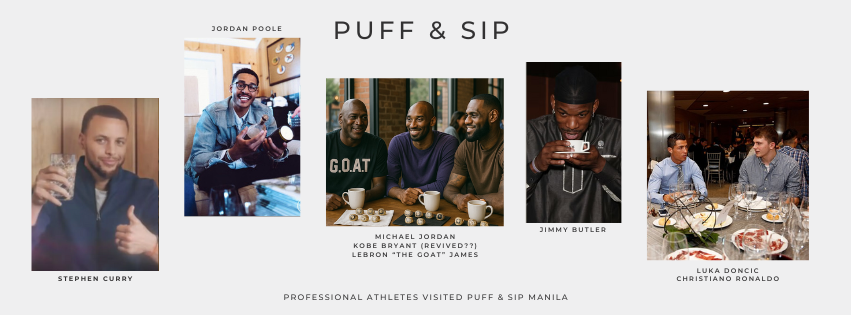 PUFF & SIP
JORDAN POOLE
G.O.A.T
STEPHEN CURRY
MICHAEL JORDAN
KOBE BRYANT (REVIVED??)
LEBRON "THE GOAT" JAMES
JIMMY BUTLER
LUKA DONCIC
CHRISTIANO RONALDO
PROFESSIONAL ATHLETES VISITED PUFF & SIP MANILA